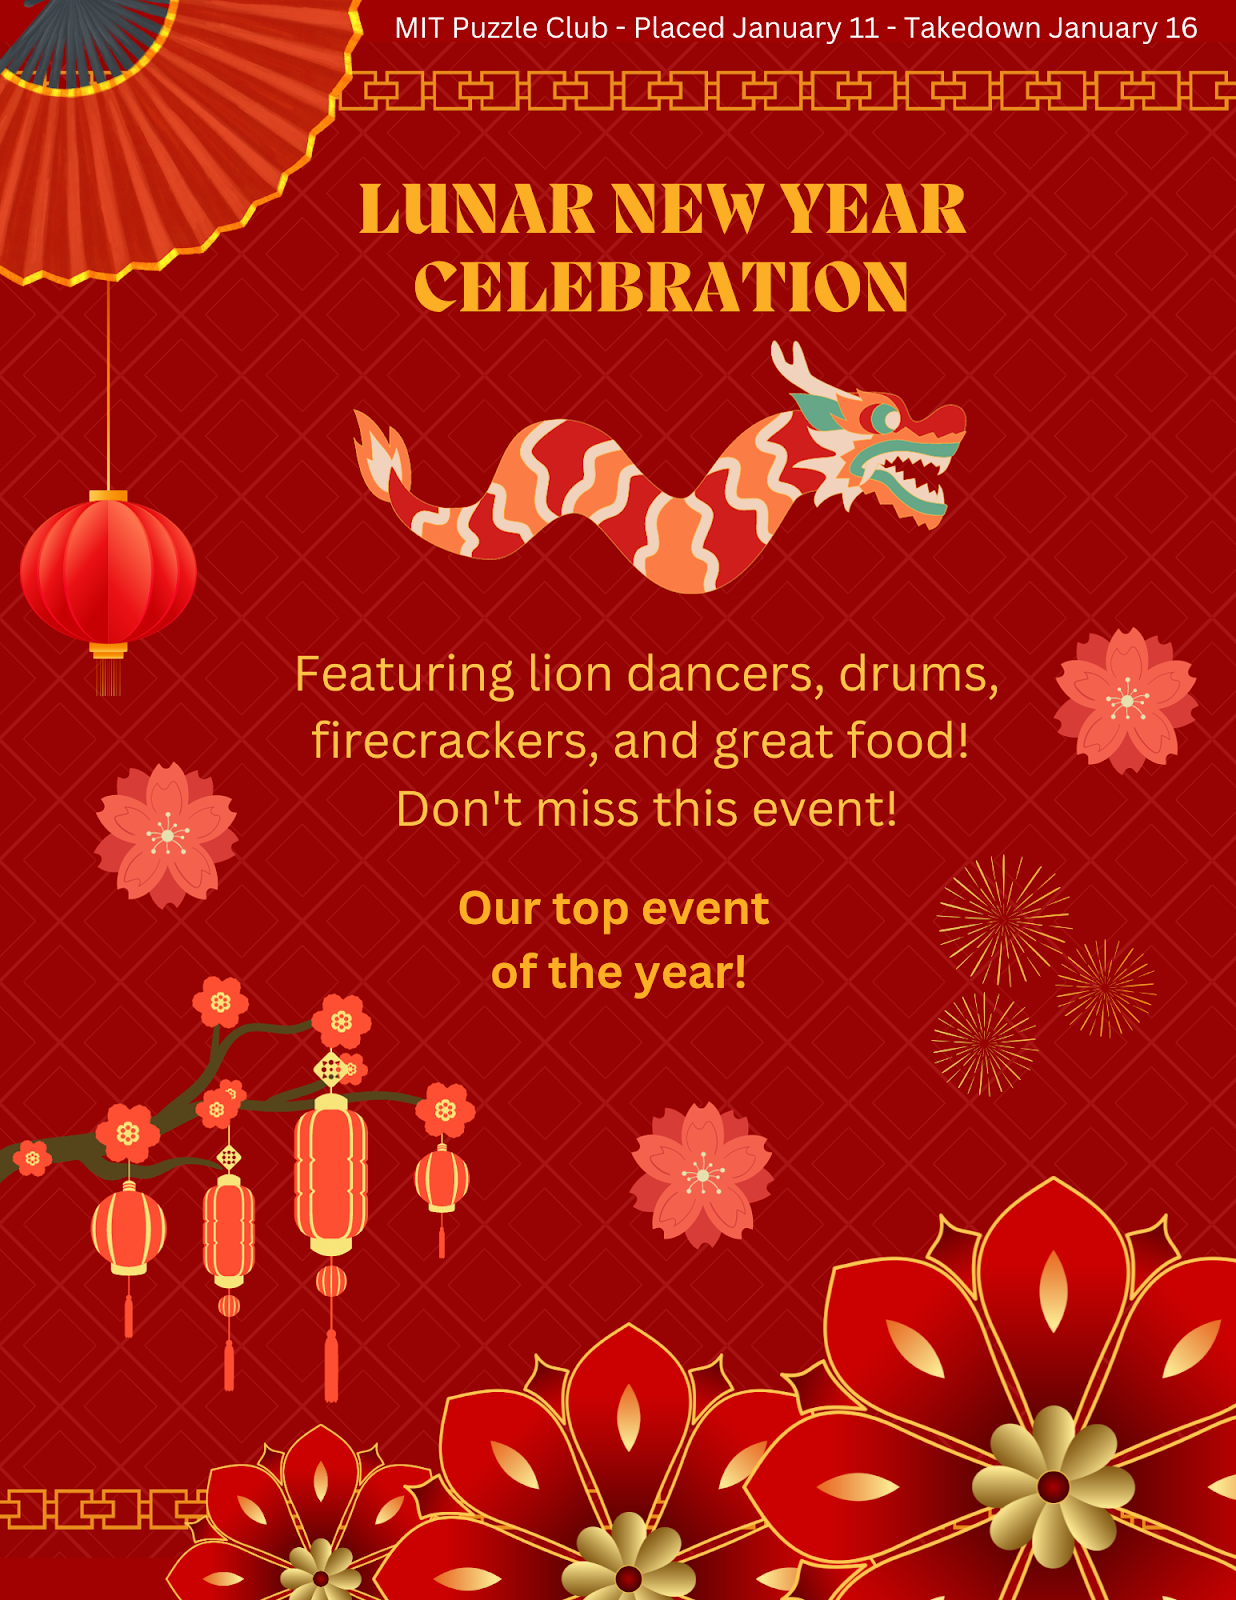 MIT Puzzle Club - Placed January 11 - Takedown January 16
LUNAR NEW YEAR
CELEBRATION
Featuring lion dancers, drums,
firecrackers, and great food!
Don't miss this event!
Our top event
of the year!